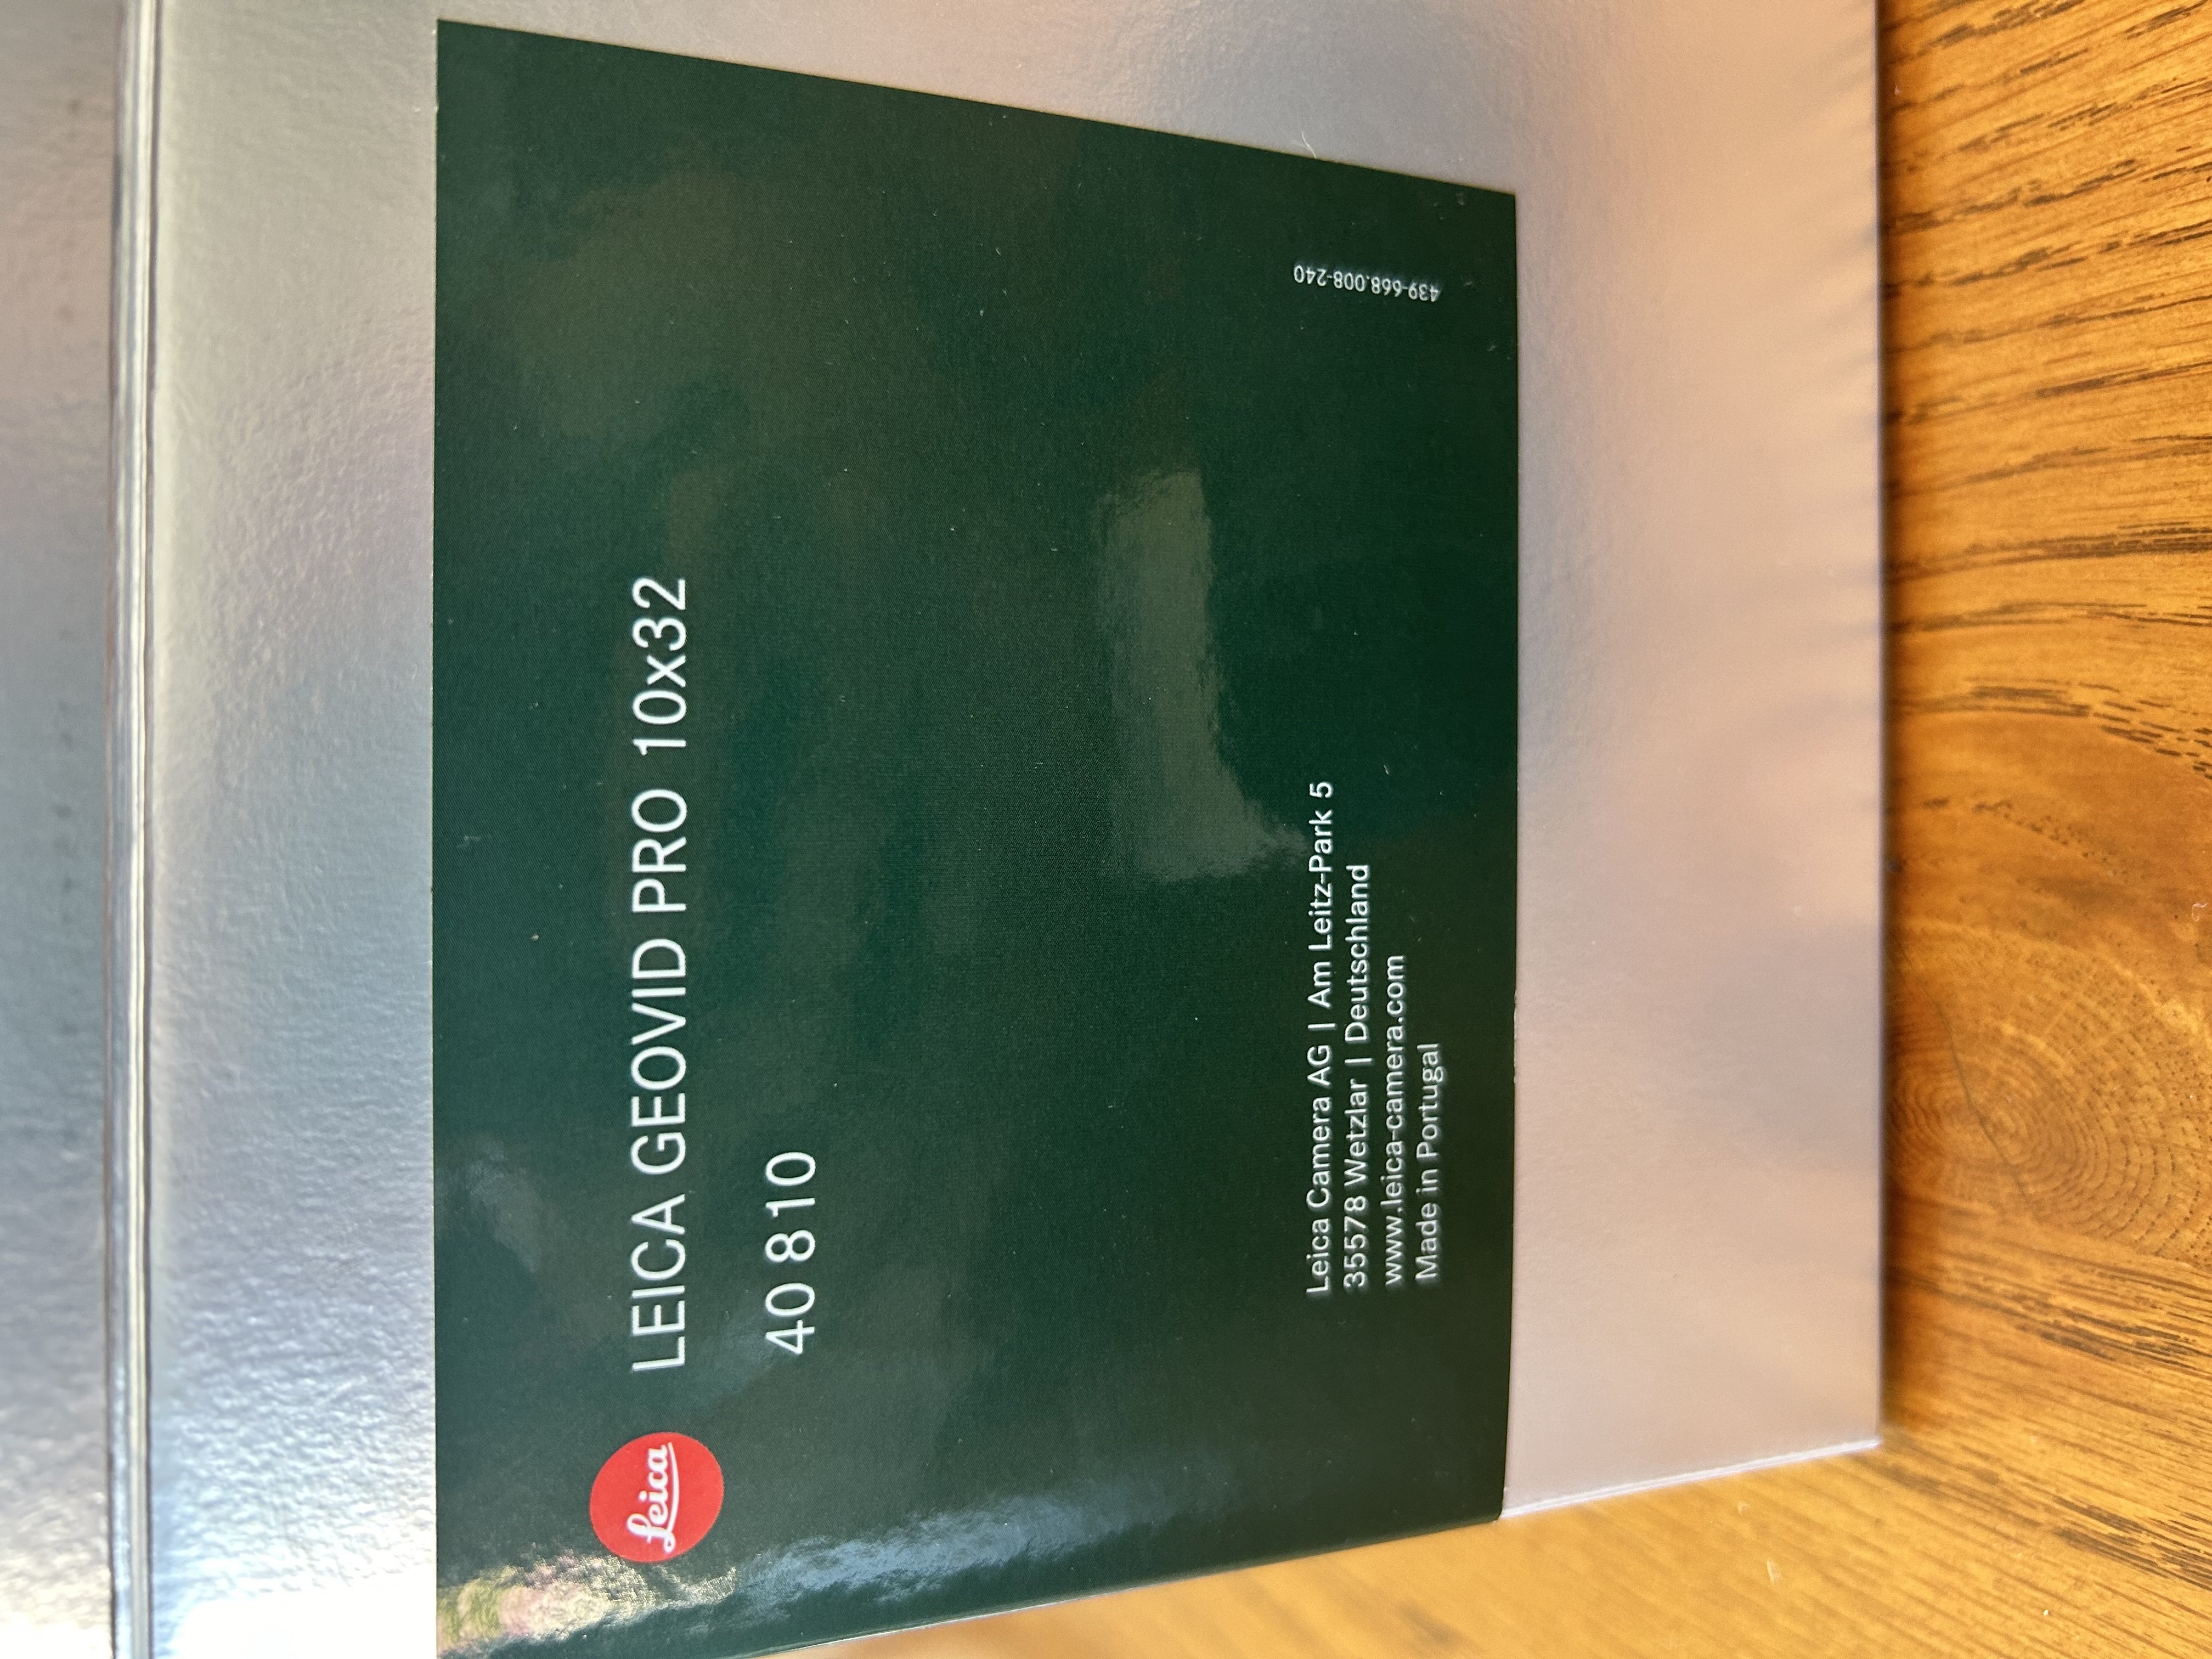 Leica
LEICA GEOVID PRO 10x32
40 810
Leica Camera AG | Am Leitz-Park 5
35578 Wetzlar | Deutschland
www.leica-camera.com
Made in Portugal
439-668.008-240